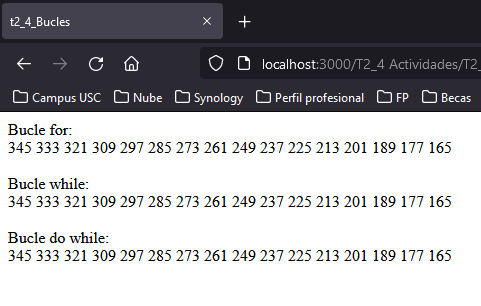 t2_4_Bucles
localhost:3000/T2_4 Actividades/T2_
Campus USC Nube Synology Perfil profesional FP Becas
Bucle for:
345 333 321 309 297 285 273 261 249 237 225 213 201 189 177 165
Bucle while:
345 333 321 309 297 285 273 261 249 237 225 213 201 189 177 165
Bucle do while:
345 333 321 309 297 285 273 261 249 237 225 213 201 189 177 165